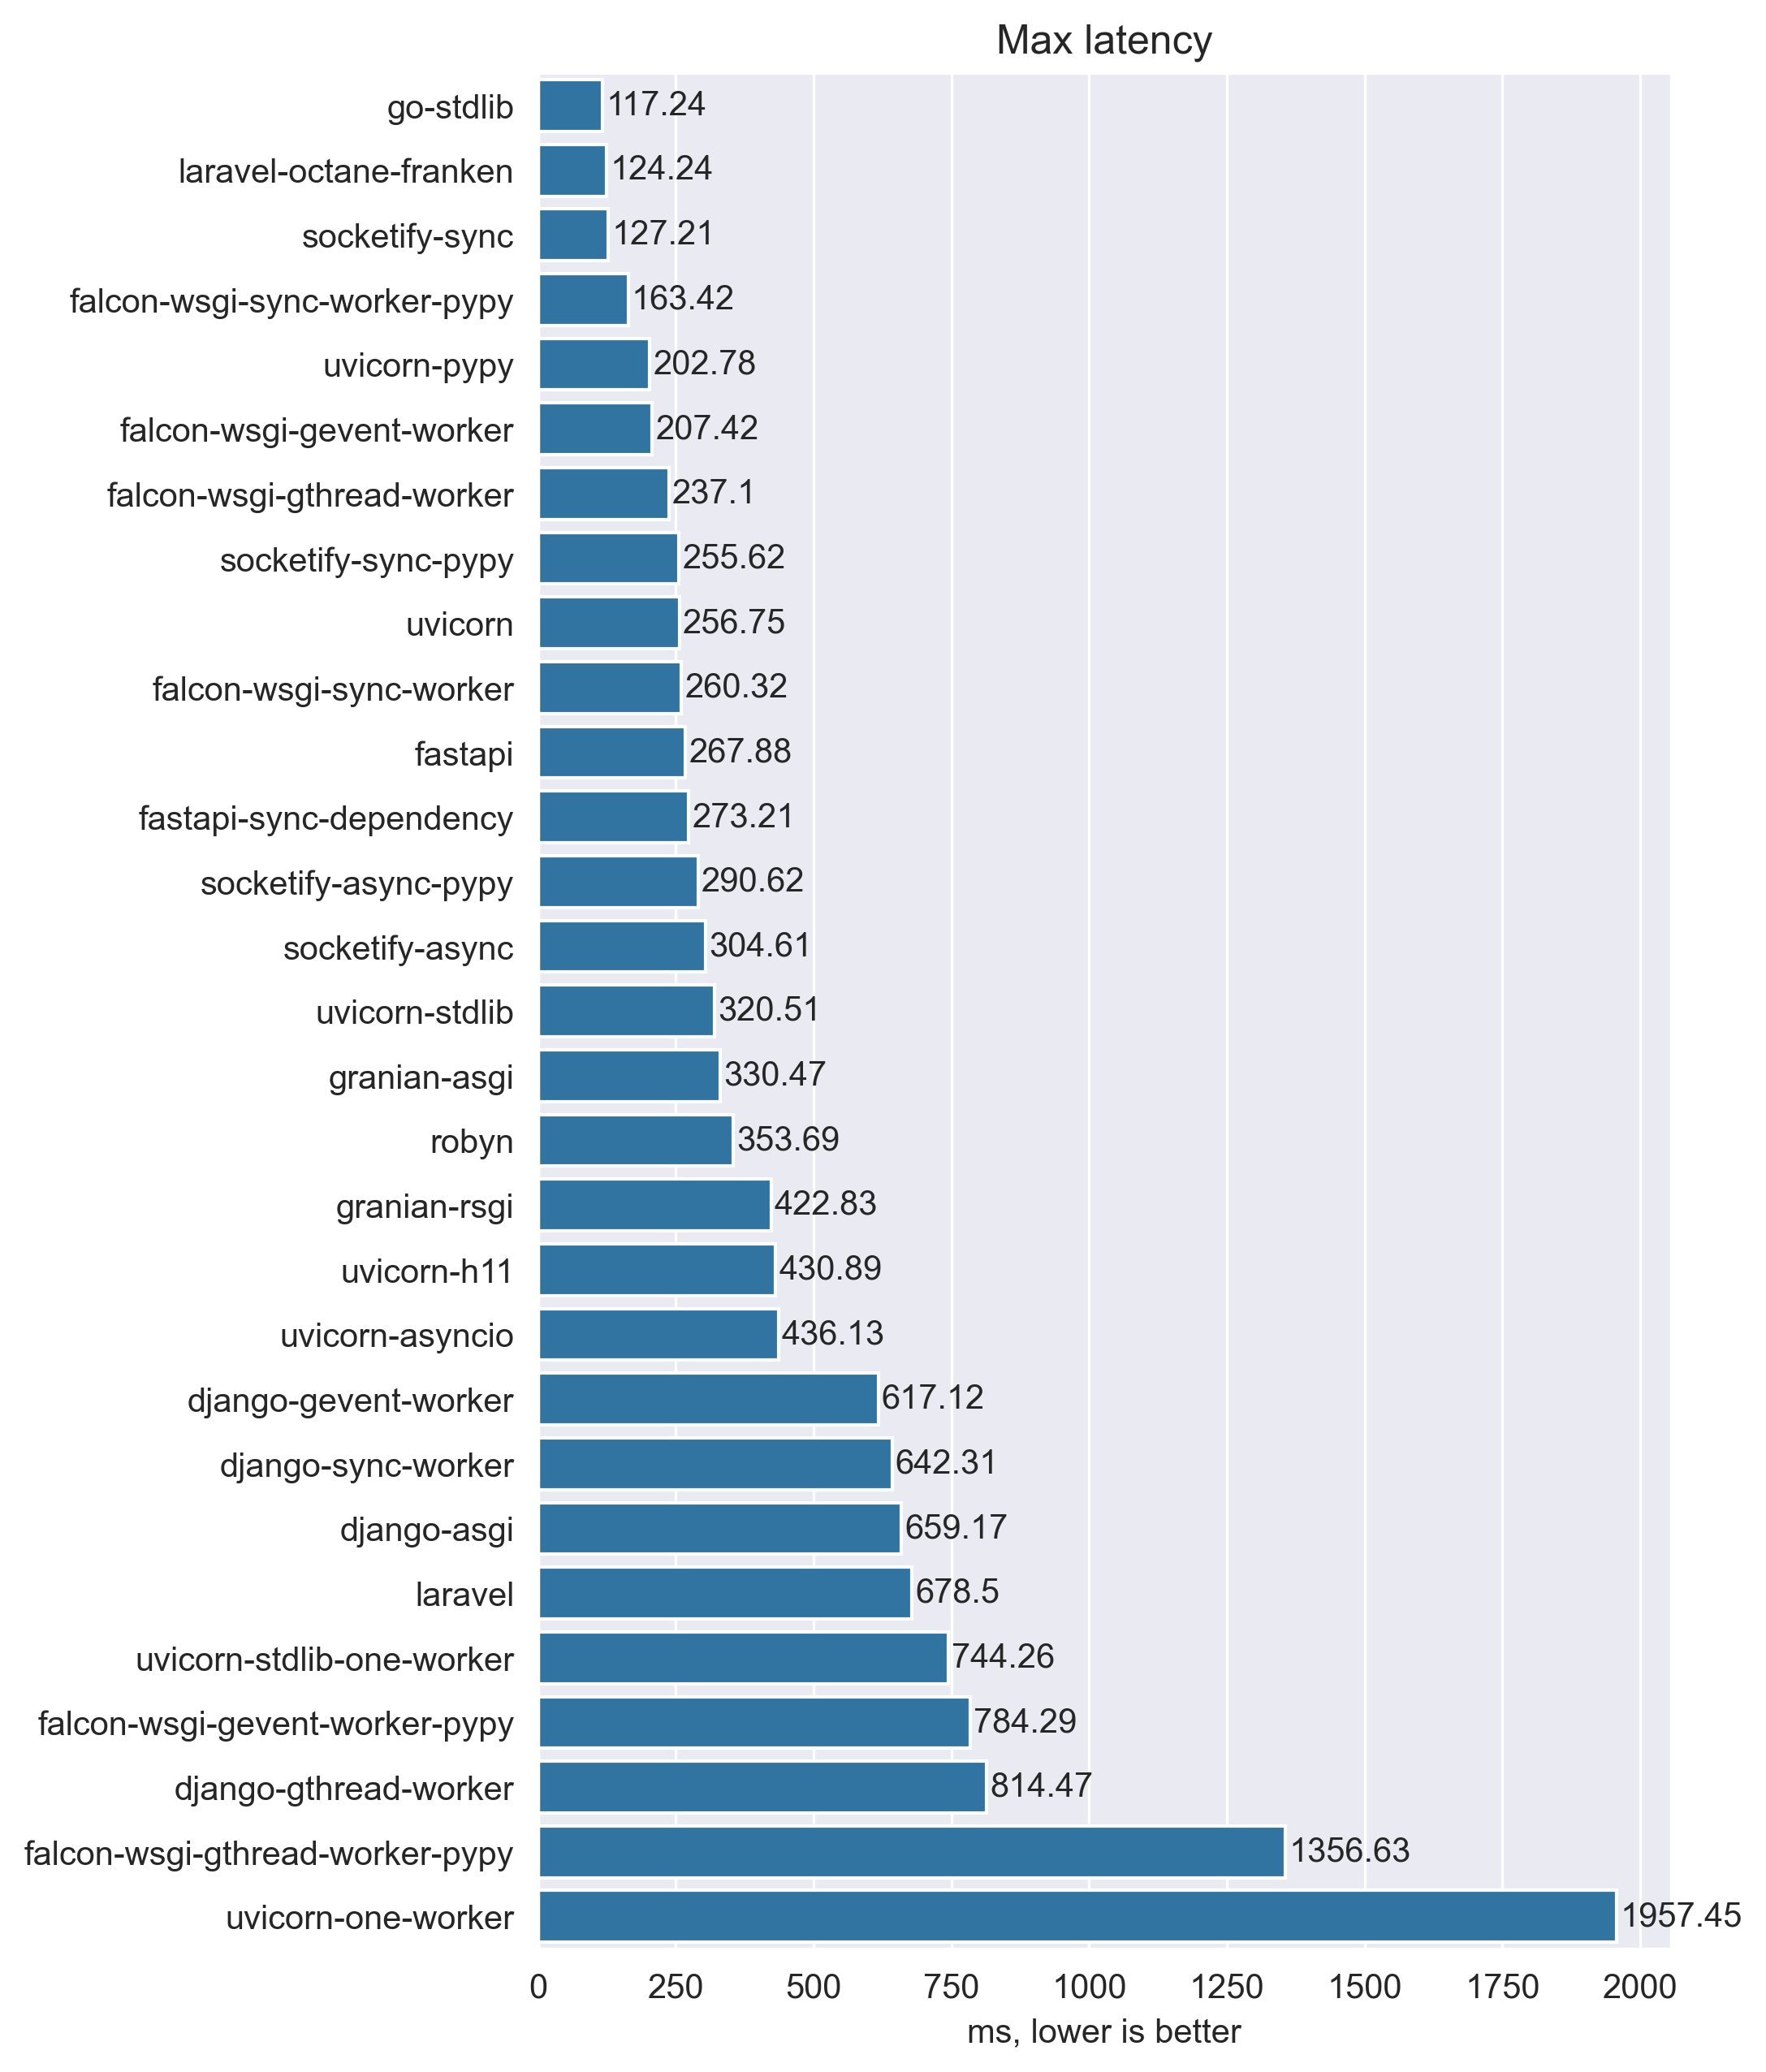 Max latency
go-stdlib 117.24
laravel-octane-franken 124.24
socketify-sync 127.21
falcon-wsgi-sync-worker-pypy 163.42
uvicorn-pypy 202.78
falcon-wsgi-gevent-worker 207.42
falcon-wsgi-gthread-worker 237.1
socketify-sync-pypy 255.62
uvicorn 256.75
falcon-wsgi-sync-worker 260.32
fastapi 267.88
fastapi-sync-dependency 273.21
socketify-async-pypy 290.62
socketify-async 304.61
uvicorn-stdlib 320.51
granian-asgi 330.47
robyn 353.69
granian-rsgi 422.83
uvicorn-h11 430.89
uvicorn-asyncio 436.13
django-gevent-worker 617.12
django-sync-worker 642.31
django-asgi 659.17
laravel 678.5
uvicorn-stdlib-one-worker 744.26
falcon-wsgi-gevent-worker-pypy 784.29
django-gthread-worker 814.47
falcon-wsgi-gthread-worker-pypy 1356.63
uvicorn-one-worker 1957.45
0 250 500 750 1000 1250 1500 1750 2000
ms, lower is better